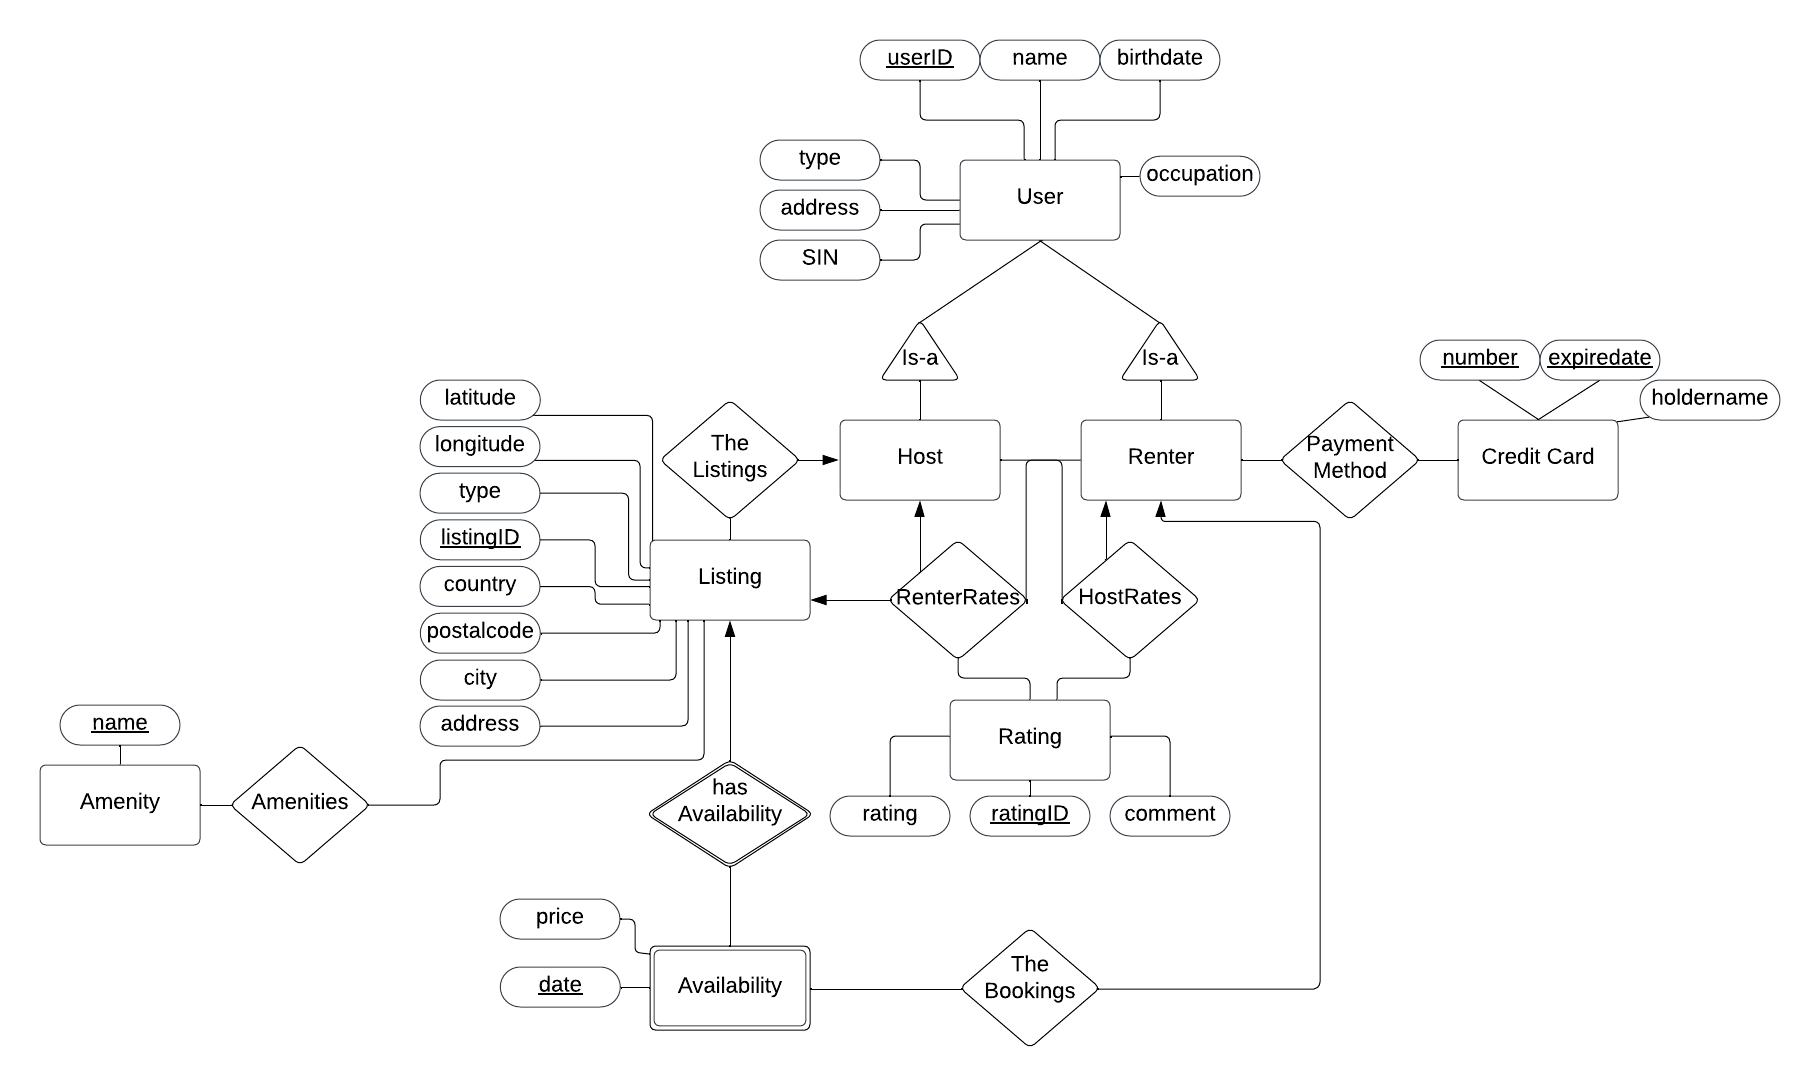 userID
name
birthdate
type
address
SIN
User
occupation
Is-a
Is-a
number
expiredate
holdername
latitude
longitude
type
listingID
country
postalcode
city
address
The
Listings
Host
Renter
Payment
Method
Credit Card
Listing
RenterRates
HostRates
name
Amenity
Amenities
has
Availability
Rating
rating
ratingID
comment
price
date
Availability
The
Bookings